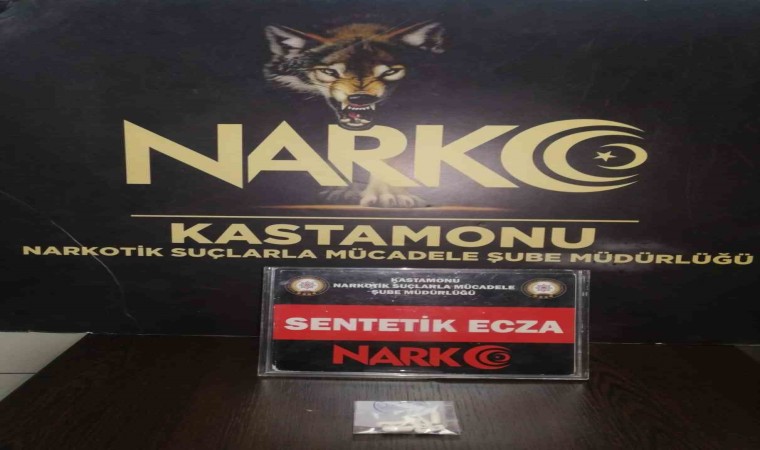 NARKO
KASTAMONU
NARKOTİK SUÇLARLA MÜCADELE ŞUBE MÜDÜRLÜĞÜ
KASTAMONU
NARKOTİK SUÇLARLA MÜCADELE
ŞUBE MÜDÜRLÜĞÜ
SENTETİK ECZA
NARKO